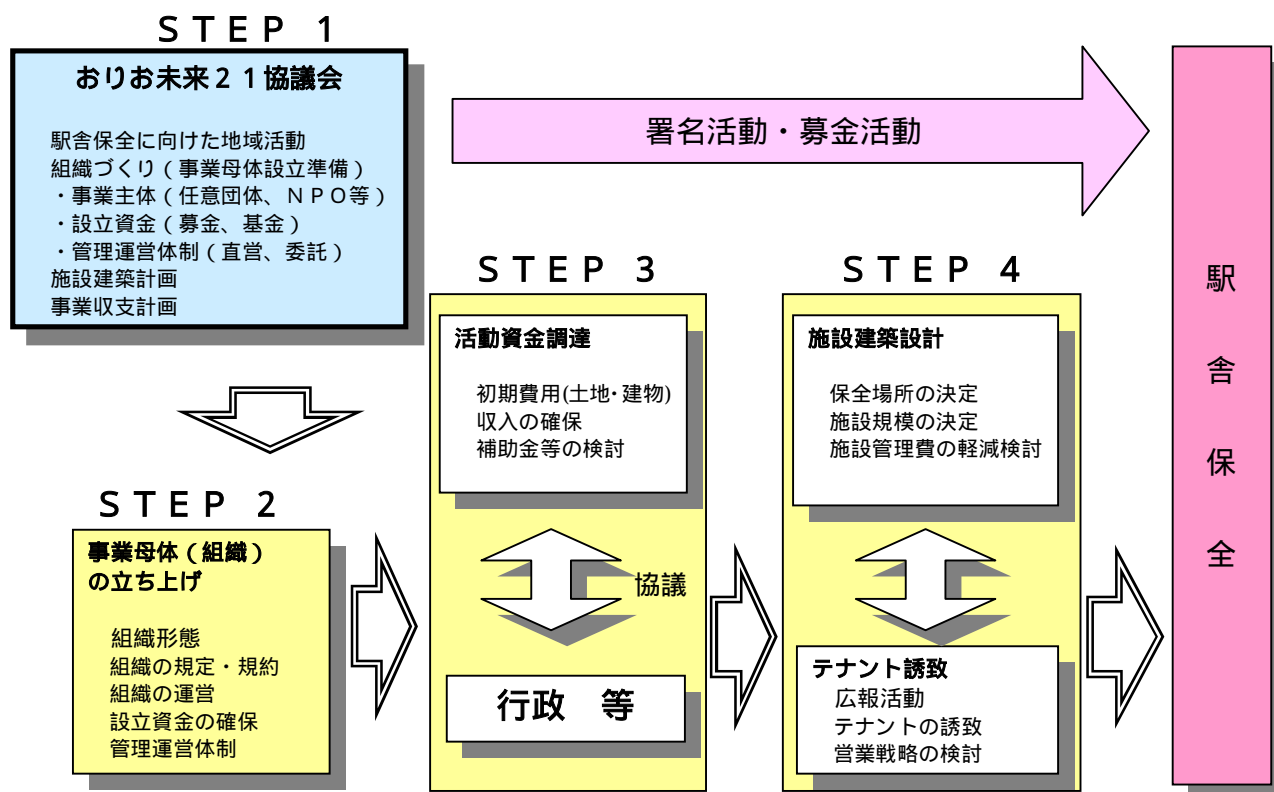 ＳＴＥＰ １
おりお未来２１協議会
駅舎保全に向けた地域活動
組織づくり（事業母体設立準備）
・事業主体（任意団体、ＮＰＯ等）
・設立資金（募金、基金）
・管理運営体制（直営、委託）
施設建築計画
事業収支計画
署名活動・募金活動
ＳＴＥＰ ２
事業母体（組織）
の立ち上げ
組織形態
組織の規定・規約
組織の運営
設立資金の確保
管理運営体制
ＳＴＥＰ ３
活動資金調達
初期費用(土地・建物)
収入の確保
補助金等の検討
協議
行政　等
ＳＴＥＰ ４
施設建築設計
保全場所の決定
施設規模の決定
施設管理費の軽減検討
テナント誘致
広報活動
テナントの誘致
営業戦略の検討
駅舎保全